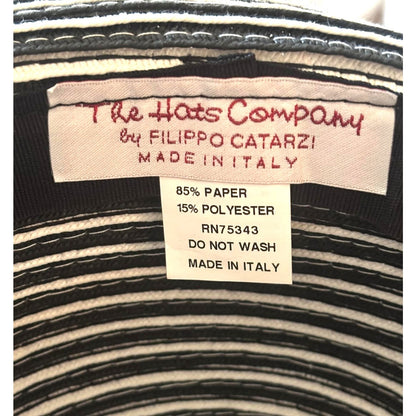 The Hats Company
by FILIPPO CATARZI
MADE IN ITALY
85% PAPER
15% POLYESTER
RN75343
DO NOT WASH
MADE IN ITALY